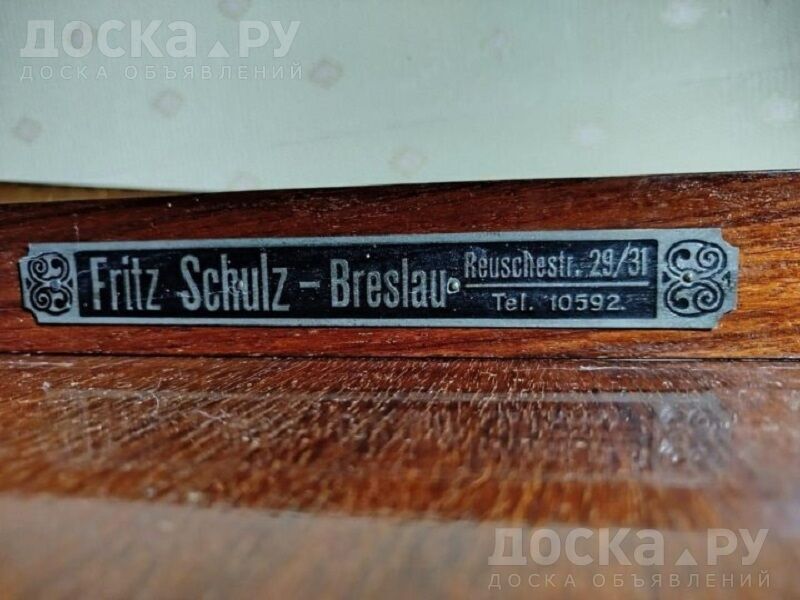 ДОСКА.РУ
ДОСКА ОБЪЯВЛЕНИЙ
Fritz Schulz - Breslau
Reuschestr. 29/31
Tel. 10592.
ДОСКА.РУ
ДОСКА ОБЪЯВЛЕНИЙ